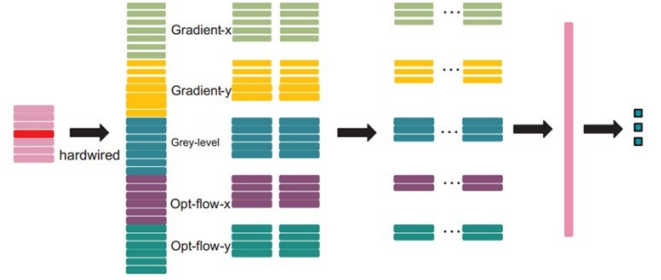 Gradient-x
Gradient-y
hardwired
Grey-level
Opt-flow-x
Opt-flow-y